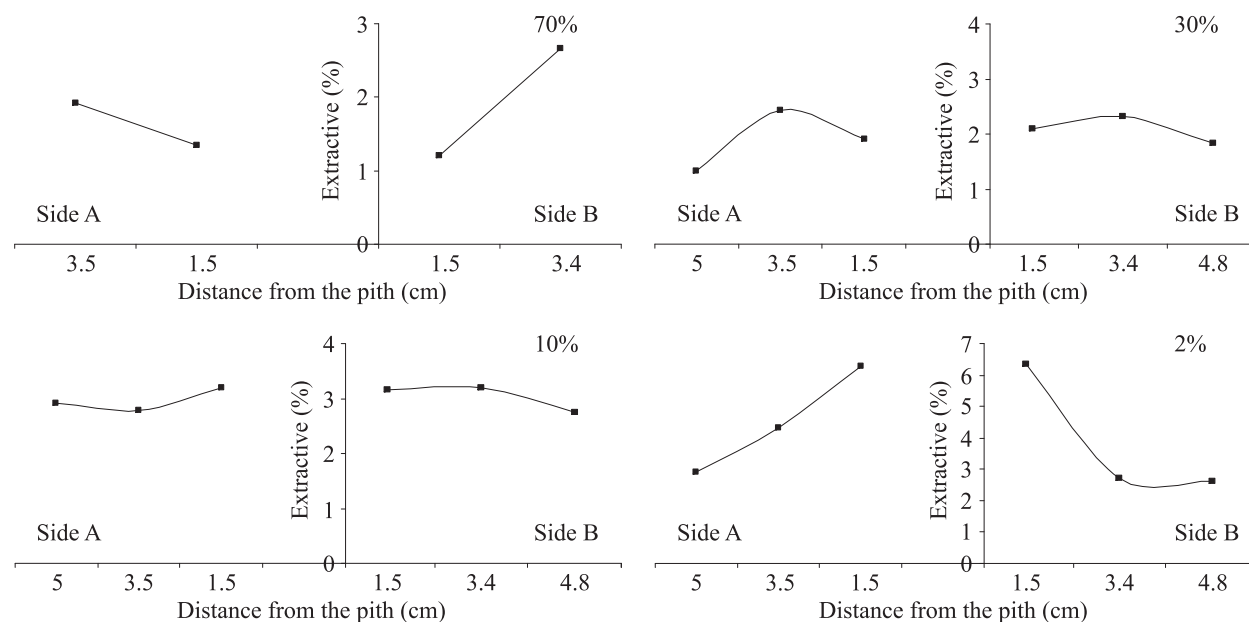 3 70%
2
1
0
Extractive (%)
Side A Side B
3.5 1.5 1.5 3.4
Distance from the pith (cm)
4 30%
3
2
1
0
Extractive (%)
Side A Side B
5 3.5 1.5 1.5 3.4 4.8
Distance from the pith (cm)
4 10%
3
2
1
0
Extractive (%)
Side A Side B
5 3.5 1.5 1.5 3.4 4.8
Distance from the pith (cm)
7 2%
6
5
4
3
2
1
0
Extractive (%)
Side A Side B
5 3.5 1.5 1.5 3.4 4.8
Distance from the pith (cm)